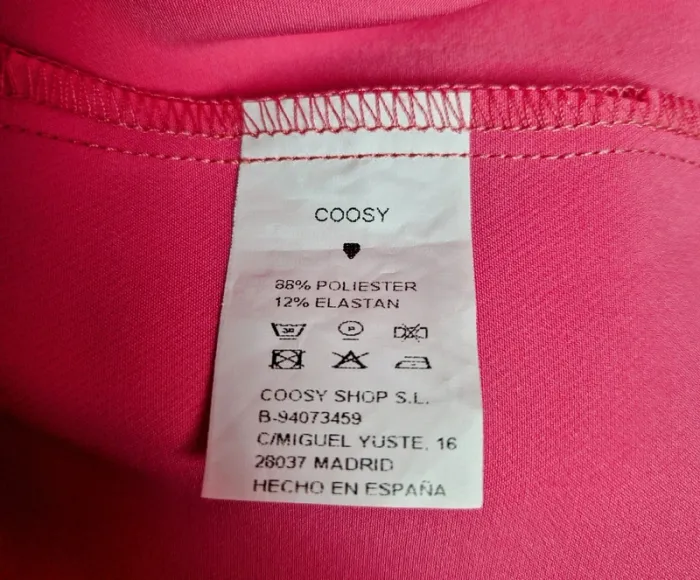 COOSY
88% POLIESTER
12% ELASTAN
30
P
COOSY SHOP S.L.
B-94073459
C/MIGUEL YUSTE, 16
28037 MADRID
HECHO EN ESPAÑA